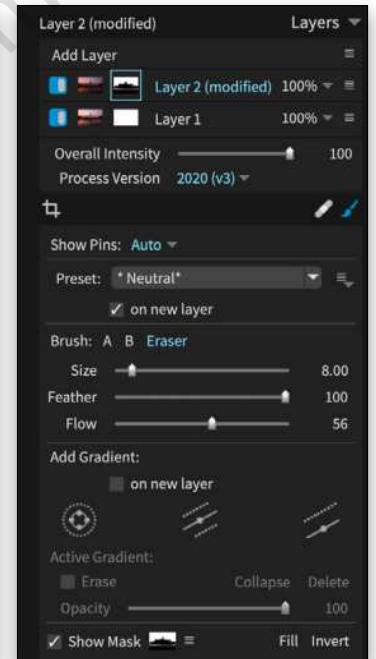 Layer 2 (modified) Layers
Add Layer
Layer 2 (modified) 100%
Layer 1 100%
Overall Intensity 100
Process Version 2020 (v3)
Show Pins: Auto
Preset: * Neutral*
on new layer
Brush: A B Eraser
Size 8.00
Feather 100
Flow 56
Add Gradient:
on new layer
Active Gradient:
Erase Collapse Delete
Opacity 100
Show Mask Fill Invert